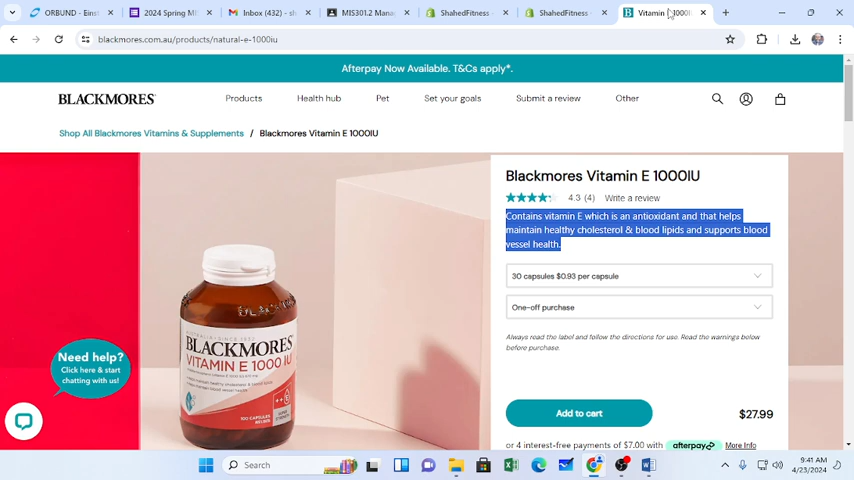 ORBUND - Einst
2024 Spring MI
Inbox (432) - sh
MIS301.2 Mana
ShahedFitness -
ShahedFitness -
Vitamin E 1000IU
blackmores.com.au/products/natural-e-1000iu
Afterpay Now Available. T&Cs apply*.
BLACKMORES
Products
Health hub
Pet
Set your goals
Submit a review
Other
Shop All Blackmores Vitamins & Supplements / Blackmores Vitamin E 1000IU
Blackmores Vitamin E 1000IU
4.3 (4) Write a review
Contains vitamin E which is an antioxidant and that helps
maintain healthy cholesterol & blood lipids and supports blood
vessel health.
30 capsules $0.93 per capsule
One-off purchase
Always read the label and follow the directions for use. Read the warnings below
before purchase.
Add to cart
$27.99
or 4 interest-free payments of $7.00 with afterpay More Info
BLACKMORES
VITAMIN E 1000 IU
100 CAPSULES
Need help?
Click here & start
chatting with us!
Search
9:41 AM
4/23/2024